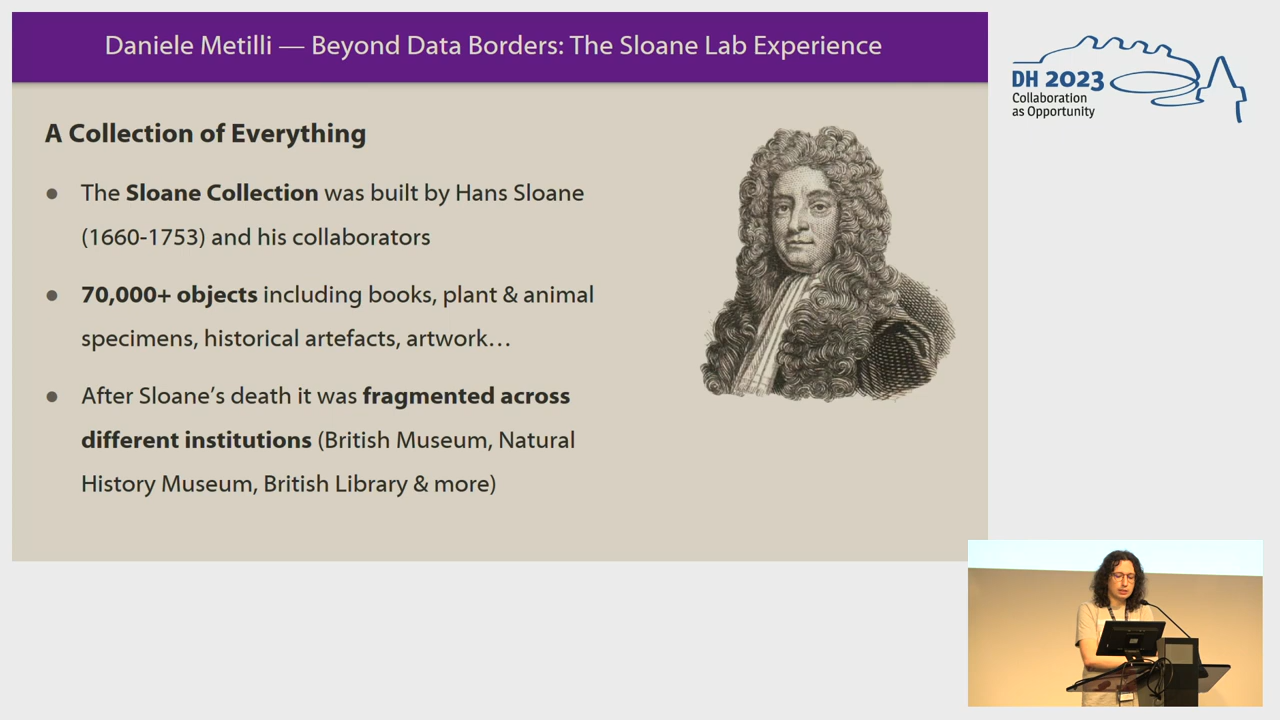 Daniele Metilli — Beyond Data Borders: The Sloane Lab Experience
DH 2023
Collaboration
as Opportunity
A Collection of Everything
● The Sloane Collection was built by Hans Sloane
(1660-1753) and his collaborators
● 70,000+ objects including books, plant & animal
specimens, historical artefacts, artwork…
● After Sloane’s death it was fragmented across
different institutions (British Museum, Natural
History Museum, British Library & more)